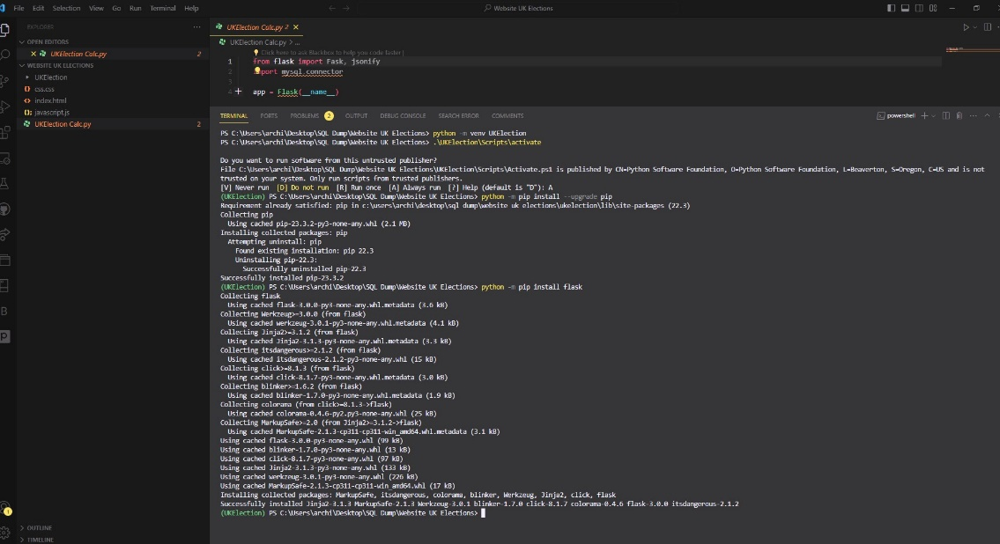 File Edit Selection View Go Run Terminal Help
Website UK Elections
EXPLORER
OPEN EDITORS
UKElection Calc.py 2
WEBSITE UK ELECTIONS
UKElection
css.css
index.html
javascript.js
UKElection Calc.py 2
OUTLINE
TIMELINE
UKElection Calc.py 2
UKElection Calc.py > ...
Click here to ask Blackbox to help you code faster |
1 from flask import Fask, jsonify
2 import mysql.connector
3
4 app = Flask(__name__)
TERMINAL PORTS PROBLEMS 2 OUTPUT DEBUG CONSOLE SEARCH ERROR COMMENTS
powershell
PS C:\Users\archi\Desktop\SQL Dump\Website UK Elections> python -m venv UKElection
PS C:\Users\archi\Desktop\SQL Dump\Website UK Elections> .\UKElection\Scripts\activate
Do you want to run software from this untrusted publisher?
File C:\Users\archi\Desktop\SQL Dump\Website UK Elections\UKElection\Scripts\Activate.ps1 is published by CN=Python Software Foundation, O=Python Software Foundation, L=Beaverton, S=Oregon, C=US and is not
trusted on your system. Only run scripts from trusted publishers.
[V] Never run [D] Do not run [R] Run once [A] Always run [?] Help (default is "D"): A
(UKElection) PS C:\Users\archi\Desktop\SQL Dump\Website UK Elections> python -m pip install --upgrade pip
Requirement already satisfied: pip in c:\users\archi\desktop\sql dump\website uk elections\ukelection\lib\site-packages (22.3)
Collecting pip
Using cached pip-23.3.2-py3-none-any.whl (2.1 MB)
Installing collected packages: pip
Attempting uninstall: pip
Found existing installation: pip 22.3
Uninstalling pip-22.3:
Successfully uninstalled pip-22.3
Successfully installed pip-23.3.2
(UKElection) PS C:\Users\archi\Desktop\SQL Dump\Website UK Elections> python -m pip install flask
Collecting flask
Using cached flask-3.0.0-py3-none-any.whl.metadata (3.6 kB)
Collecting Werkzeug>=3.0.0 (from flask)
Using cached werkzeug-3.0.1-py3-none-any.whl.metadata (4.1 kB)
Collecting Jinja2>=3.1.2 (from flask)
Using cached Jinja2-3.1.3-py3-none-any.whl.metadata (3.3 kB)
Collecting itsdangerous>=2.1.2 (from flask)
Using cached itsdangerous-2.1.2-py3-none-any.whl (15 kB)
Collecting click>=8.1.3 (from flask)
Using cached click-8.1.7-py3-none-any.whl.metadata (3.0 kB)
Collecting blinker>=1.6.2 (from flask)
Using cached blinker-1.7.0-py3-none-any.whl.metadata (1.9 kB)
Collecting colorama (from click>=8.1.3->flask)
Using cached colorama-0.4.6-py2.py3-none-any.whl (25 kB)
Collecting MarkupSafe>=2.0 (from Jinja2>=3.1.2->flask)
Using cached MarkupSafe-2.1.3-cp311-cp311-win_amd64.whl.metadata (3.1 kB)
Using cached flask-3.0.0-py3-none-any.whl (99 kB)
Using cached blinker-1.7.0-py3-none-any.whl (13 kB)
Using cached click-8.1.7-py3-none-any.whl (97 kB)
Using cached Jinja2-3.1.3-py3-none-any.whl (133 kB)
Using cached werkzeug-3.0.1-py3-none-any.whl (226 kB)
Using cached MarkupSafe-2.1.3-cp311-cp311-win_amd64.whl (17 kB)
Installing collected packages: MarkupSafe, itsdangerous, colorama, blinker, Werkzeug, Jinja2, click, flask
Successfully installed Jinja2-3.1.3 MarkupSafe-2.1.3 Werkzeug-3.0.1 blinker-1.7.0 click-8.1.7 colorama-0.4.6 flask-3.0.0 itsdangerous-2.1.2
(UKElection) PS C:\Users\archi\Desktop\SQL Dump\Website UK Elections>